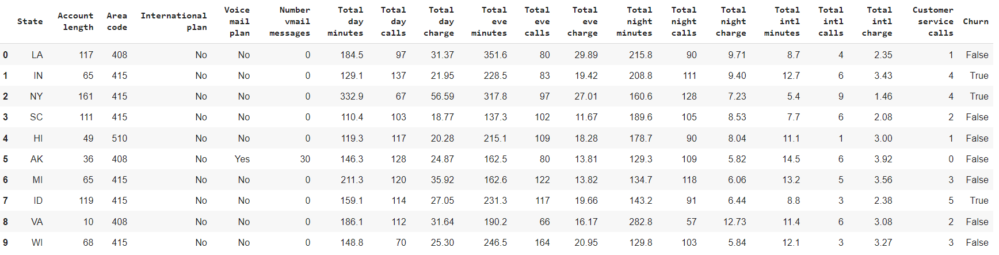 State Account length Area code International plan Voice mail plan Number vmail messages Total day minutes Total day calls Total day charge Total eve minutes Total eve calls Total eve charge Total night minutes Total night calls Total night charge Total intl minutes Total intl calls Total intl charge Customer service calls Churn
0 LA 117 408 No No 0 184.5 97 31.37 351.6 80 29.89 215.8 90 9.71 8.7 4 2.35 1 False
1 IN 65 415 No No 0 129.1 137 21.95 228.5 83 19.42 208.8 111 9.40 12.7 6 3.43 4 True
2 NY 161 415 No No 0 332.9 67 56.59 317.8 97 27.01 160.6 128 7.23 5.4 9 1.46 4 True
3 SC 111 415 No No 0 110.4 103 18.77 137.3 102 11.67 189.6 105 8.53 7.7 6 2.08 2 False
4 HI 49 510 No No 0 119.3 117 20.28 215.1 109 18.28 178.7 90 8.04 11.1 1 3.00 1 False
5 AK 36 408 No Yes 30 146.3 128 24.87 162.5 80 13.81 129.3 109 5.82 14.5 6 3.92 0 False
6 MI 65 415 No No 0 211.3 120 35.92 162.6 122 13.82 134.7 118 6.06 13.2 5 3.56 3 False
7 ID 119 415 No No 0 159.1 114 27.05 231.3 117 19.66 143.2 91 6.44 8.8 3 2.38 5 True
8 VA 10 408 No No 0 186.1 112 31.64 190.2 66 16.17 282.8 57 12.73 11.4 6 3.08 2 False
9 WI 68 415 No No 0 148.8 70 25.30 246.5 164 20.95 129.8 103 5.84 12.1 3 3.27 3 False